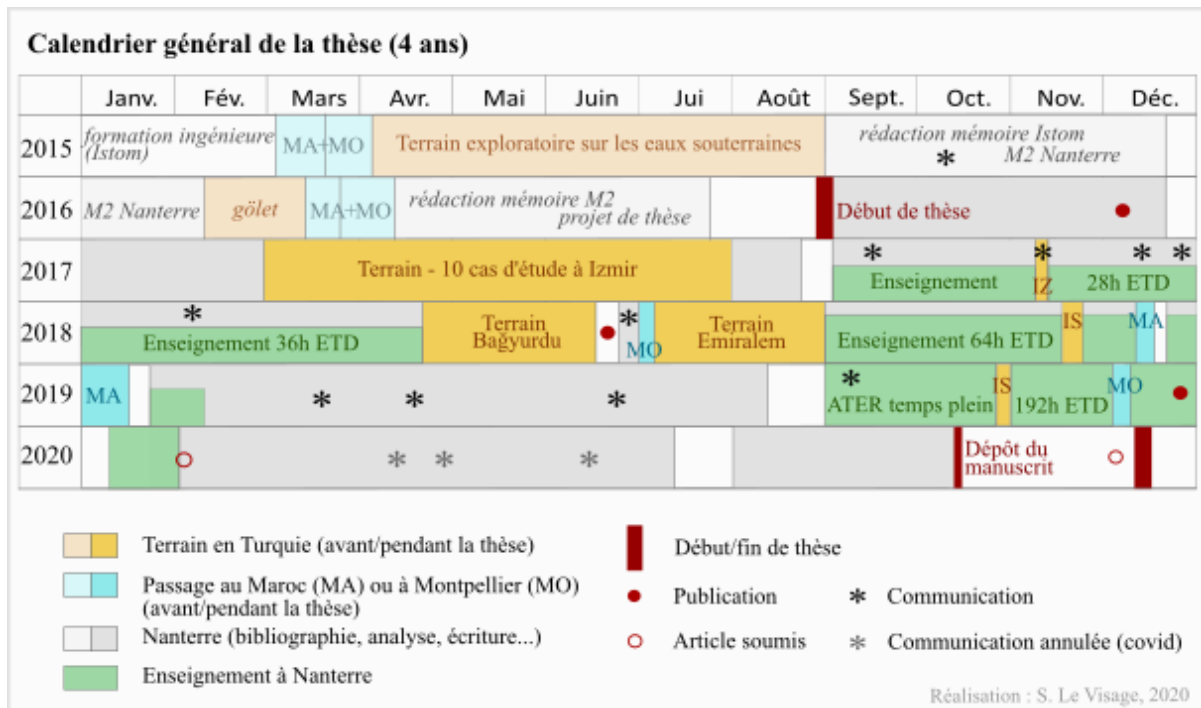 Calendrier général de la thèse (4 ans)
Janv. Fév. Mars Avr. Mai Juin Jui Août Sept. Oct. Nov. Déc.
2015
formation ingénieure
(Istom)
MA+MO
Terrain exploratoire sur les eaux souterraines
rédaction mémoire Istom
*
M2 Nanterre
2016
M2 Nanterre
gölet
MA+MO
rédaction mémoire M2
projet de thèse
Début de thèse
2017
Terrain - 10 cas d'étude à Izmir
* * * *
Enseignement
IZ
28h ETD
2018
*
Enseignement 36h ETD
Terrain
Bağyurdu
*
MO
Terrain
Emiralem
Enseignement 64h ETD
IS
MA
2019
MA
* * *
*
ATER temps plein
IS
192h ETD
MO
2020
* * *
Dépôt du
manuscrit
Terrain en Turquie (avant/pendant la thèse)
Passage au Maroc (MA) ou à Montpellier (MO)
(avant/pendant la thèse)
Nanterre (bibliographie, analyse, écriture...)
Enseignement à Nanterre
Début/fin de thèse
Publication
* Communication
Article soumis
* Communication annulée (covid)
Réalisation : S. Le Visage, 2020